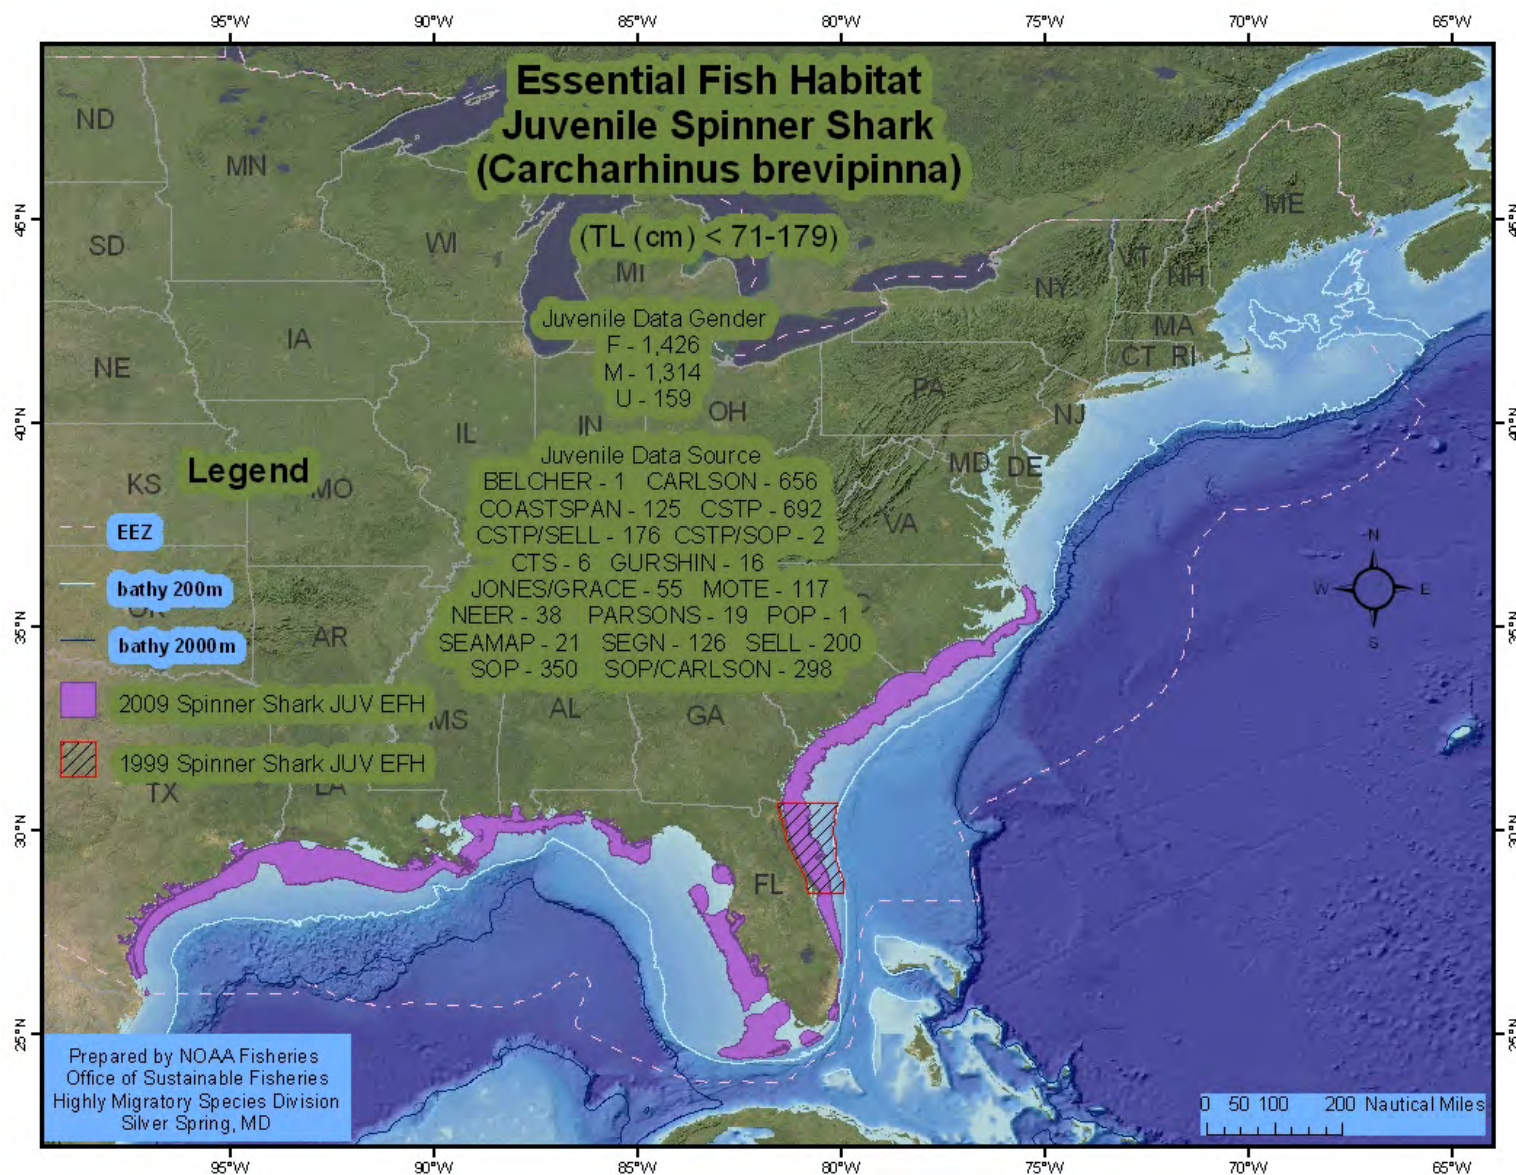 95°W 90°W 85°W 80°W 75°W 70°W 65°W
Essential Fish Habitat
Juvenile Spinner Shark
(Carcharhinus brevipinna)
(TL (cm) < 71-179)
Juvenile Data Gender
F - 1,426
M - 1,314
U - 159
Juvenile Data Source
BELCHER - 1 CARLSON - 656
COASTSPAN - 125 CSTP - 692
CSTP/SELL - 176 CSTP/SOP - 2
CTS - 6 GURSHIN - 16
JONES/GRACE - 55 MOTE - 117
NEER - 38 PARSONS - 19 POP - 1
SEAMAP - 21 SEGN - 126 SELL - 200
SOP - 350 SOP/CARLSON - 298
Legend
EEZ
bathy 200m
bathy 2000m
2009 Spinner Shark JUV EFH
1999 Spinner Shark JUV EFH
ND
MN
SD
WI
MI
IA
NE
IL
IN
OH
KS
MO
OK
AR
TX
LA
MS
AL
GA
FL
VA
MD
DE
PA
NJ
NY
CT
RI
MA
VT
NH
ME
45°N
40°N
35°N
30°N
25°N
45°N
40°N
35°N
30°N
25°N
N
W
E
S
Prepared by NOAA Fisheries
Office of Sustainable Fisheries
Highly Migratory Species Division
Silver Spring, MD
0 50 100 200 Nautical Miles
95°W 90°W 85°W 80°W 75°W 70°W 65°W